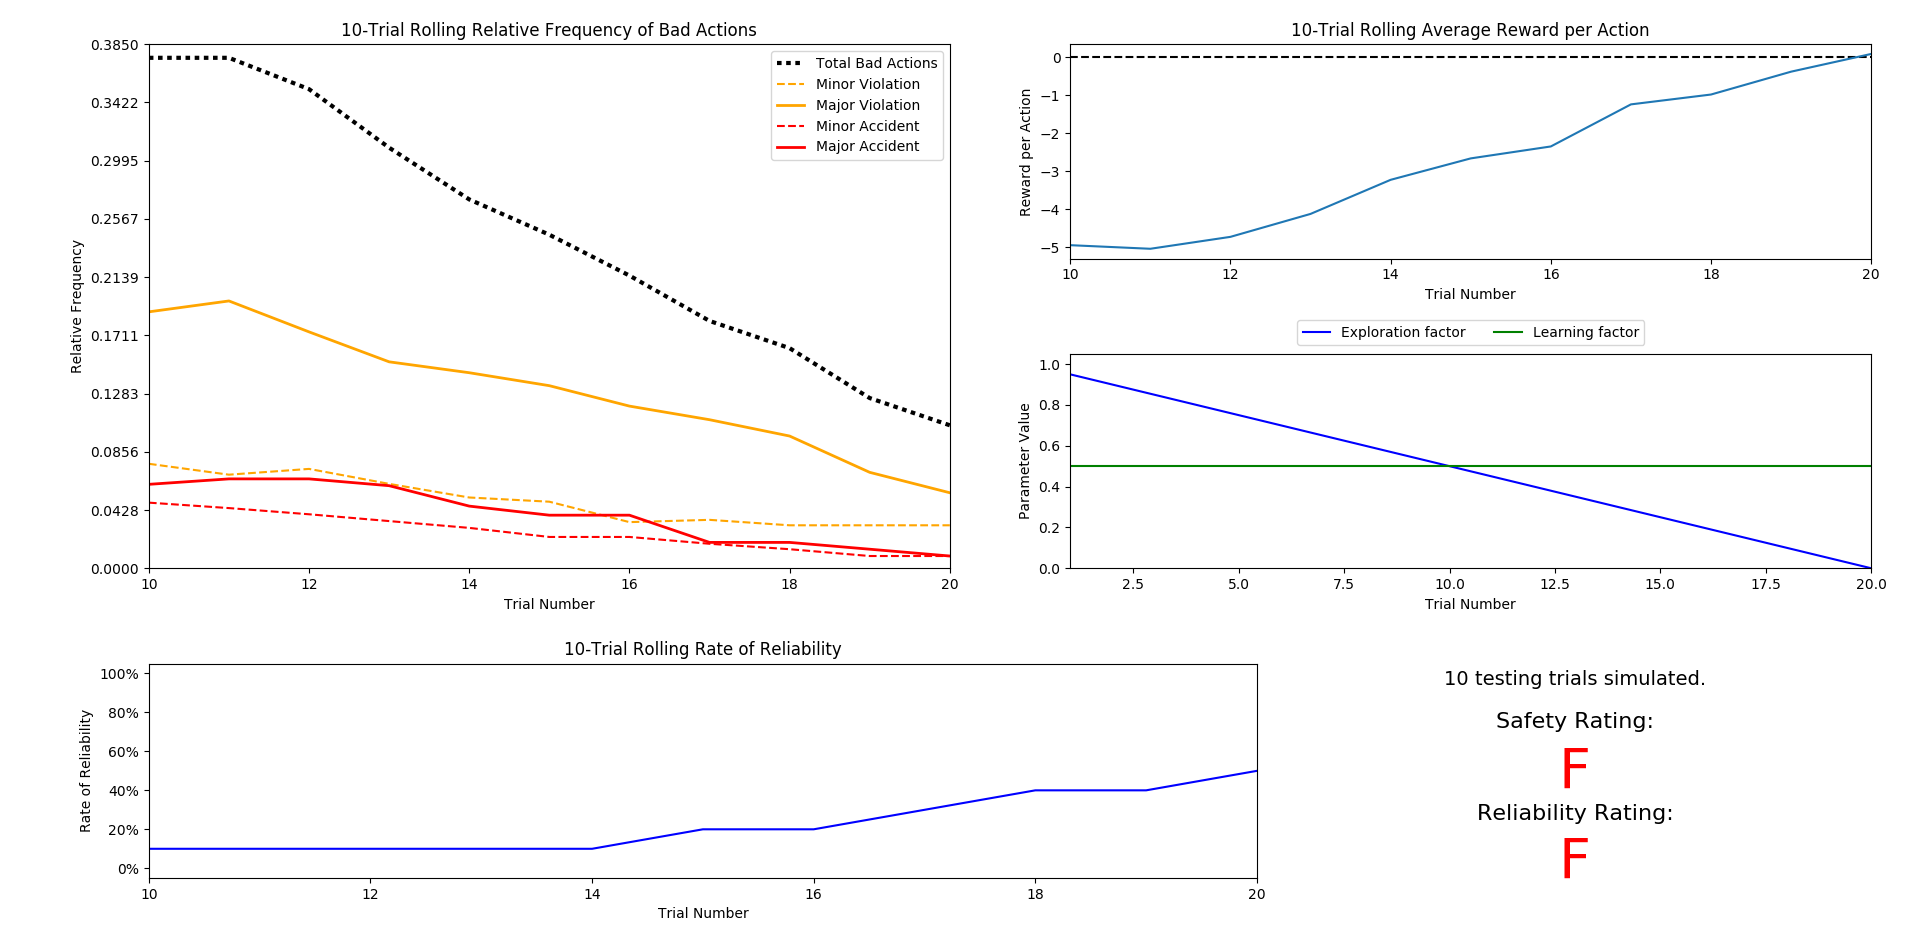 10-Trial Rolling Relative Frequency of Bad Actions
0.3850
0.3422
0.2995
0.2567
0.2139
0.1711
0.1283
0.0856
0.0428
0.0000
Relative Frequency
Total Bad Actions
Minor Violation
Major Violation
Minor Accident
Major Accident
10 12 14 16 18 20
Trial Number
10-Trial Rolling Average Reward per Action
0
−1
−2
−3
−4
−5
Reward per Action
10 12 14 16 18 20
Trial Number
Exploration factor Learning factor
1.0
0.8
0.6
0.4
0.2
0.0
Parameter Value
2.5 5.0 7.5 10.0 12.5 15.0 17.5 20.0
Trial Number
10-Trial Rolling Rate of Reliability
100%
80%
60%
40%
20%
0%
Rate of Reliability
10 12 14 16 18 20
Trial Number
10 testing trials simulated.
Safety Rating:
F
Reliability Rating:
F